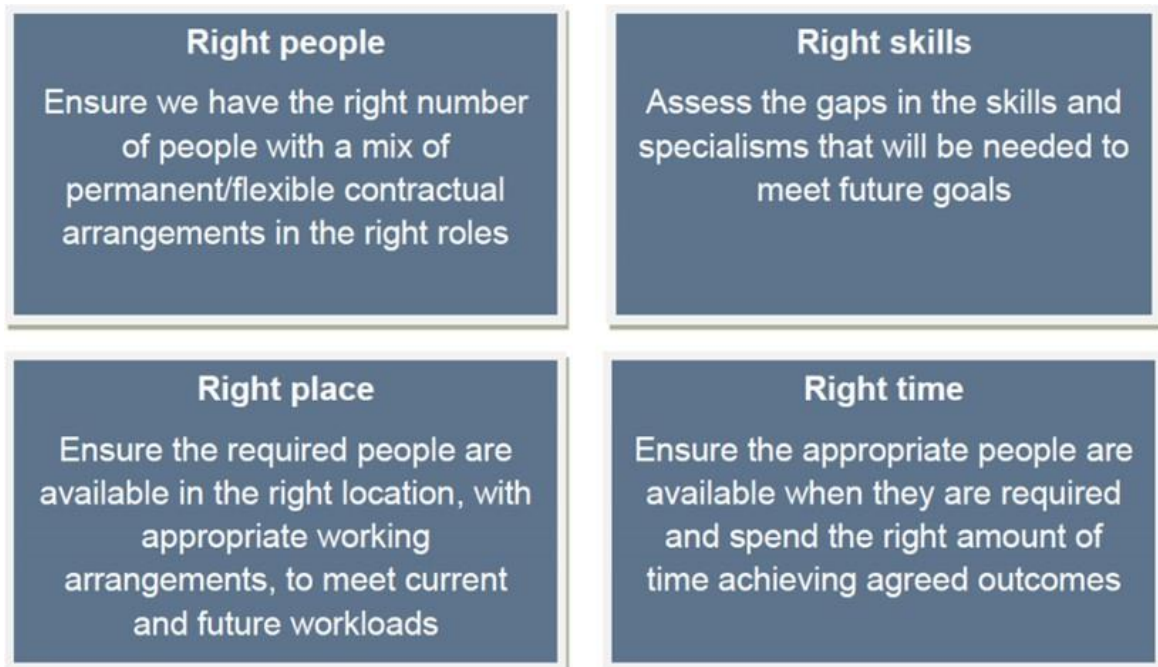 Right people
Ensure we have the right number
of people with a mix of
permanent/flexible contractual
arrangements in the right roles
Right skills
Assess the gaps in the skills and
specialisms that will be needed to
meet future goals
Right place
Ensure the required people are
available in the right location, with
appropriate working
arrangements, to meet current
and future workloads
Right time
Ensure the appropriate people are
available when they are required
and spend the right amount of
time achieving agreed outcomes